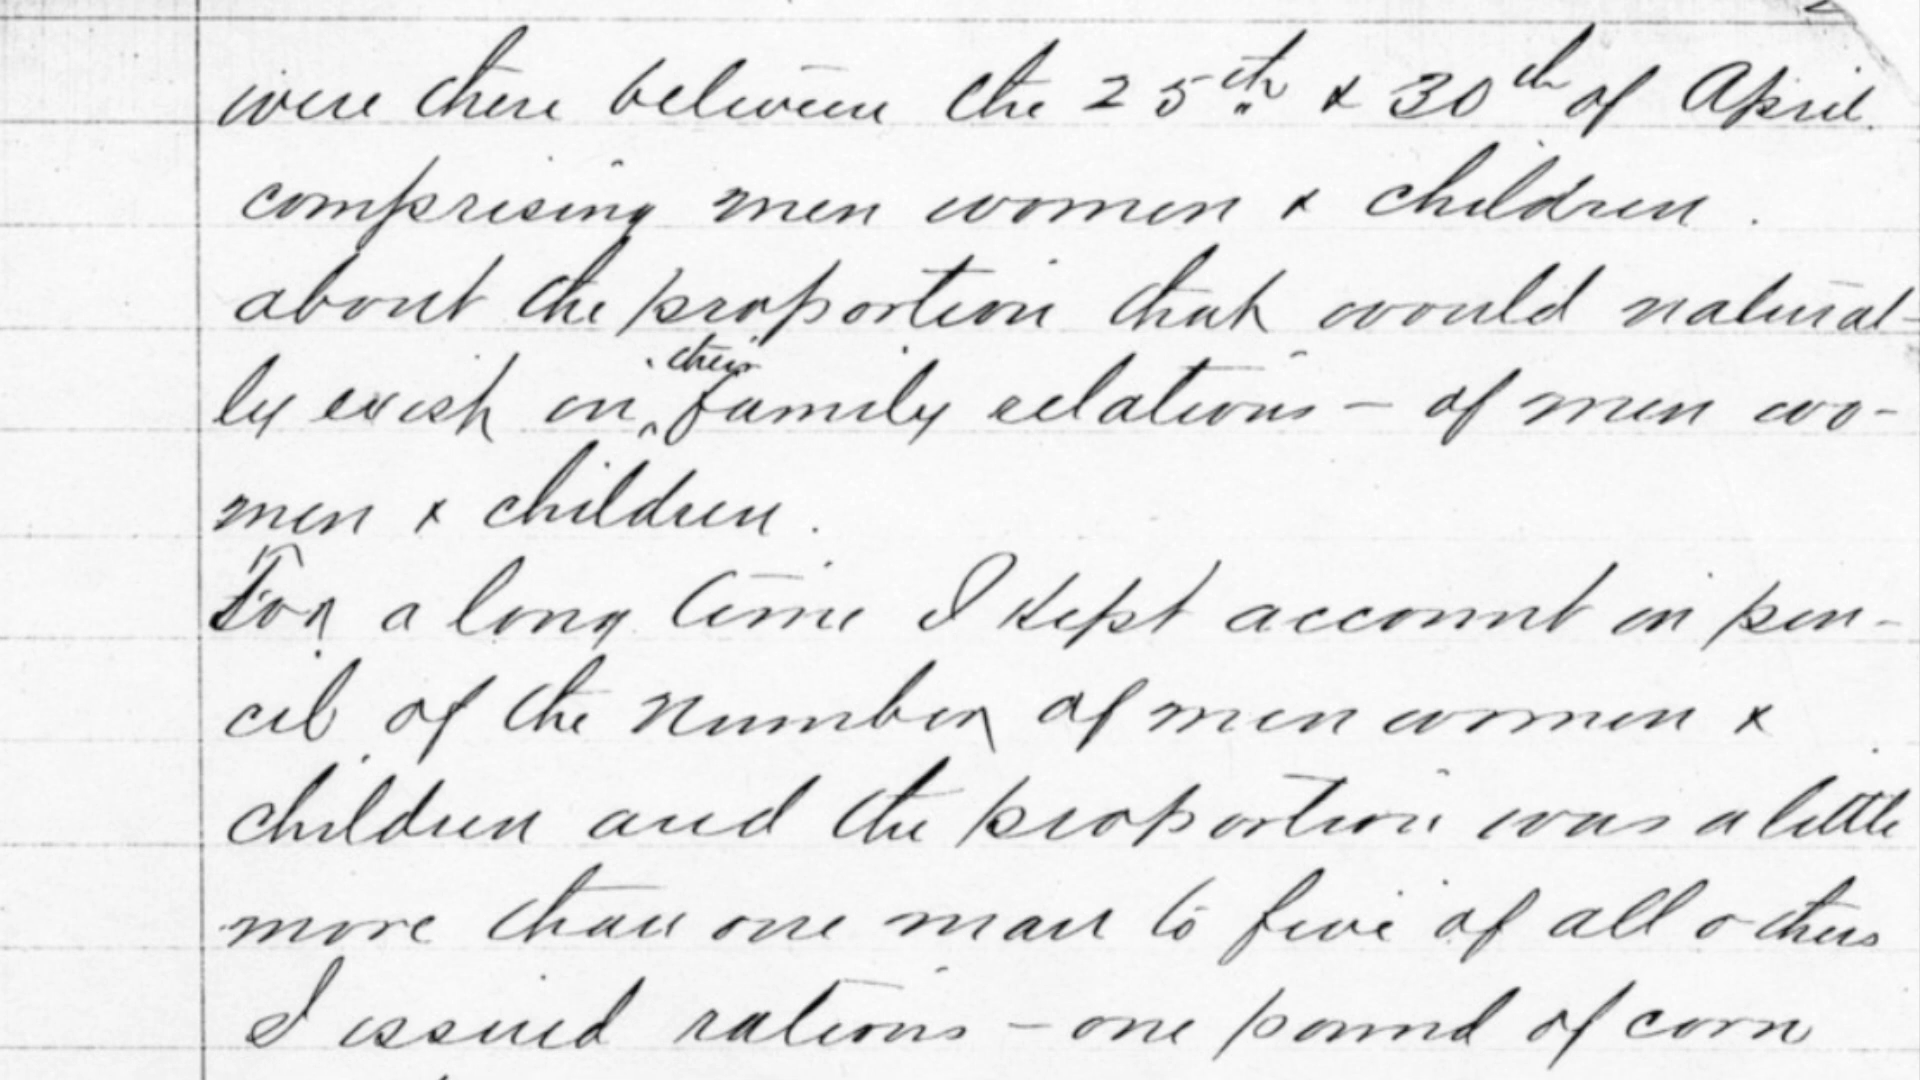 were there between the 25th & 30th of April
comprising men women & children.
about the proportion that would natural-
ly exist in their family relations - of men wo-
men & children.
For a long time I kept account in pen-
cil of the number of men women &
children and the proportion was a little
more than one man to five of all others
I issued rations - one pound of corn